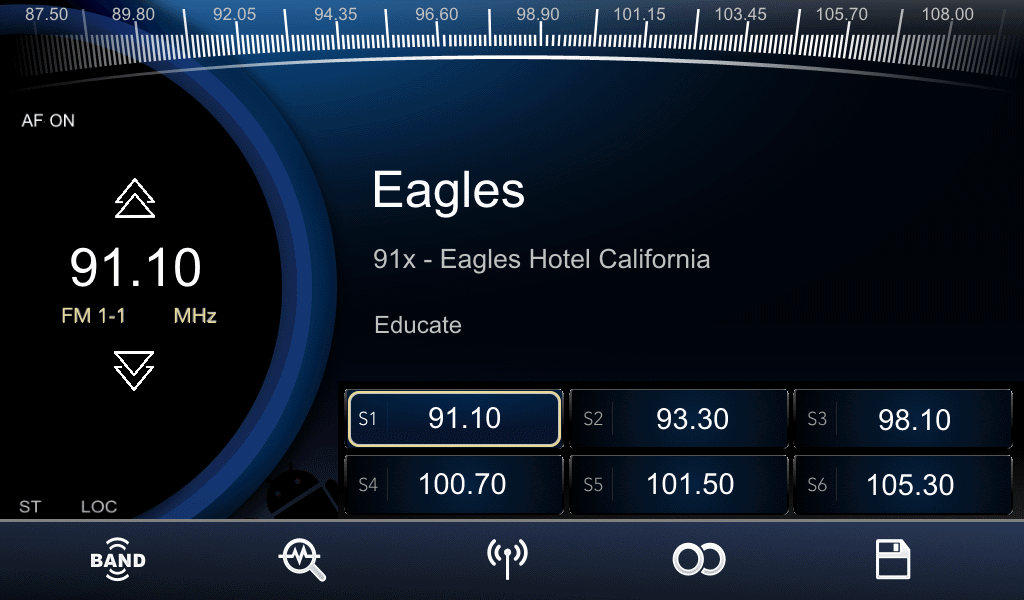 87.50 89.80 92.05 94.35 96.60 98.90 101.15 103.45 105.70 108.00
AF ON
Eagles
91.10
91x - Eagles Hotel California
FM 1-1 MHz
Educate
S1 91.10 S2 93.30 S3 98.10
S4 100.70 S5 101.50 S6 105.30
ST LOC
BAND